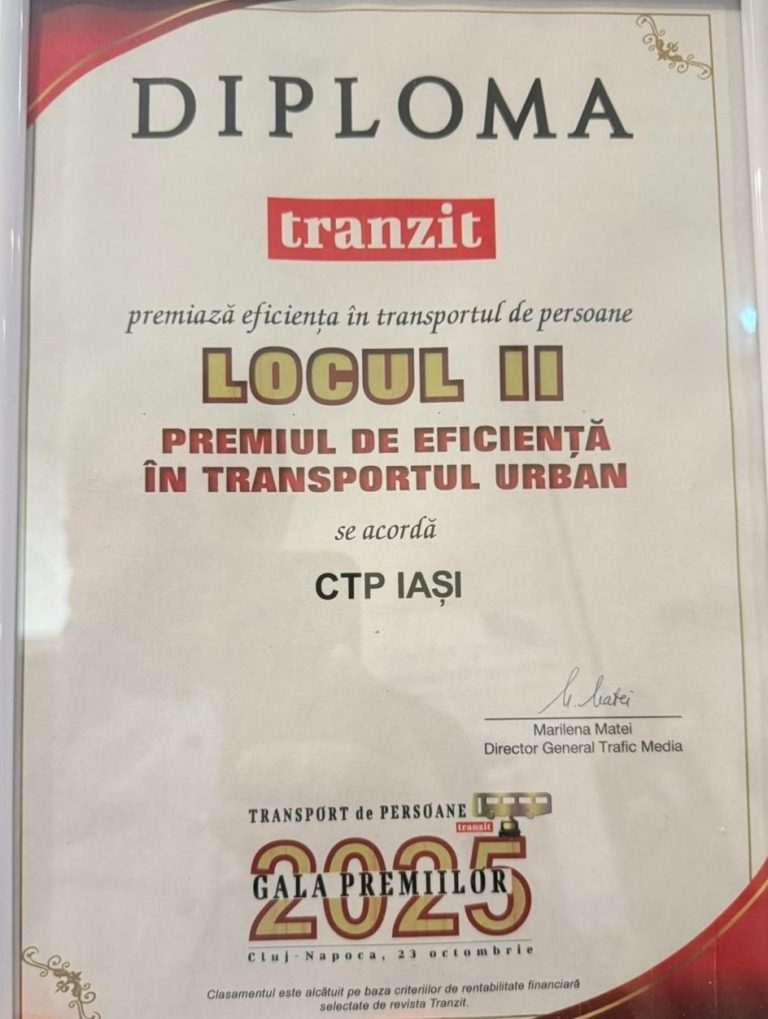 DIPLOMA
tranzit
premiază eficiența în transportul de persoane
LOCUL II
PREMIUL DE EFICIENȚĂ
ÎN TRANSPORTUL URBAN
se acordă
CTP IAȘI
M. Matei
Marilena Matei
Director General Trafic Media
TRANSPORT de PERSOANE
tranzit
2025
GALA PREMIILOR
Cluj-Napoca, 23 octombrie
Clasamentul este alcătuit pe baza criteriilor de rentabilitate financiară
selectate de revista Tranzit.